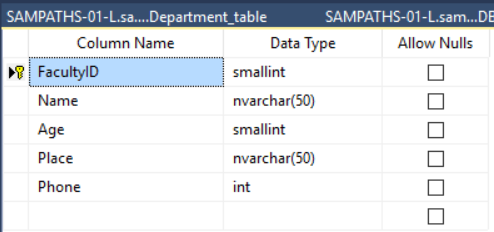 SAMPATHS-01-L.sa....Department_table SAMPATHS-01-L.sam...DE
Column Name Data Type Allow Nulls
FacultyID smallint
Name nvarchar(50)
Age smallint
Place nvarchar(50)
Phone int